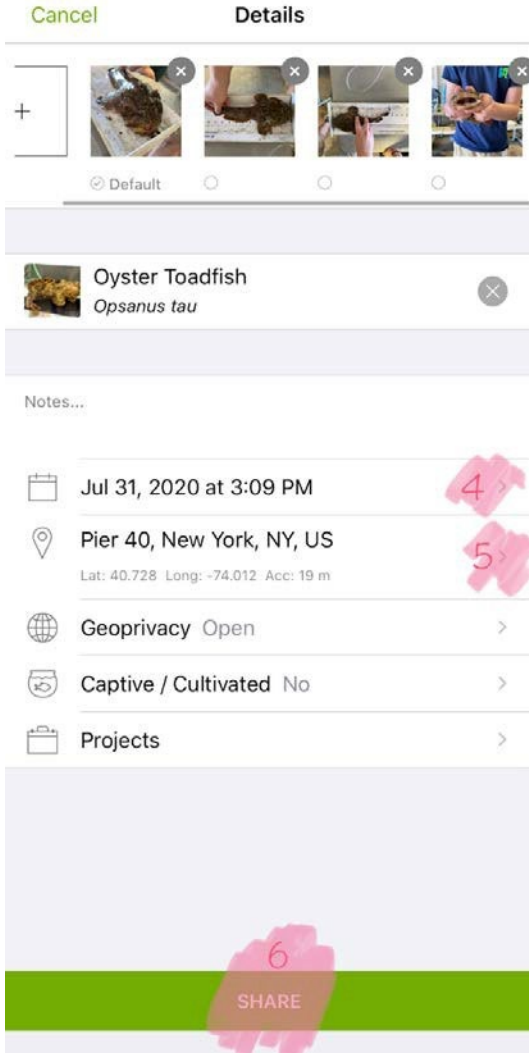 Cancel Details
Default
Oyster Toadfish
Opsanus tau
Notes...
Jul 31, 2020 at 3:09 PM 4
Pier 40, New York, NY, US 5
Lat: 40.728 Long: -74.012 Acc: 19 m
Geoprivacy Open
Captive / Cultivated No
Projects
6
SHARE